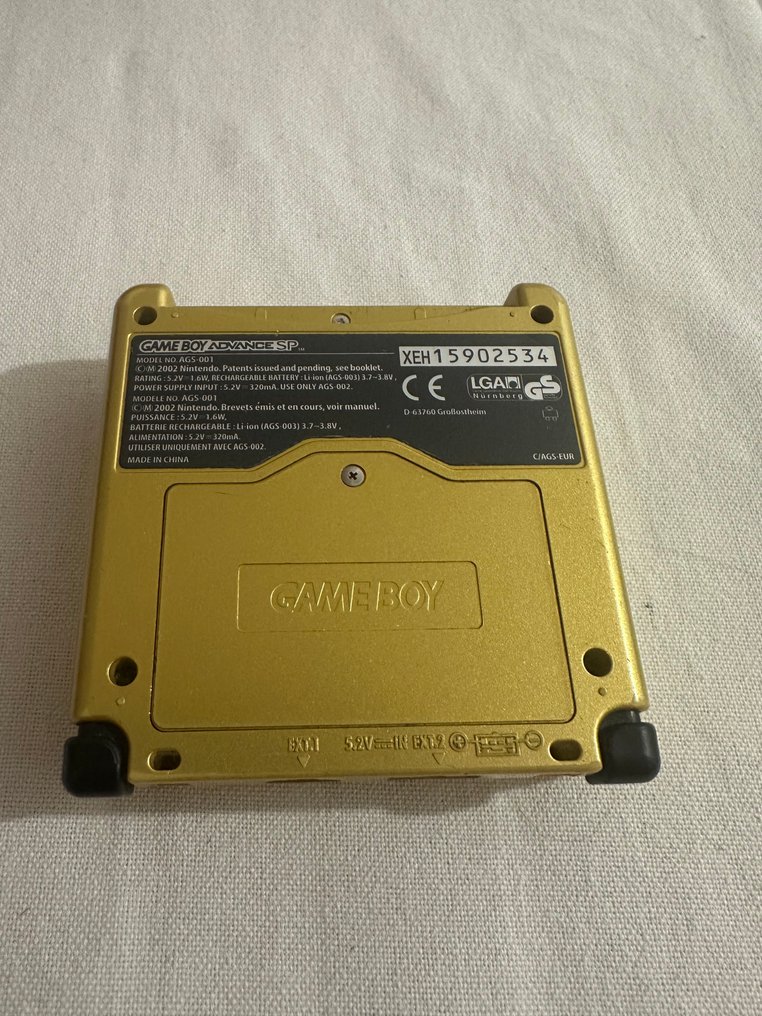 GAME BOY ADVANCE SP TM
MODEL NO. AGS-001
©Ⓜ 2002 Nintendo. Patents issued and pending, see booklet.
RATING : 5.2V⎓1.6W, RECHARGEABLE BATTERY : Li-ion (AGS-003) 3.7⎓3.8V ,
POWER SUPPLY INPUT : 5.2V⎓320mA. USE ONLY AGS-002.
MODELE NO. AGS-001
©Ⓜ 2002 Nintendo. Brevets émis et en cours, voir manuel.
PUISSANCE : 5.2V⎓1.6W,
BATTERIE RECHARGEABLE : Li-ion (AGS-003) 3.7⎓3.8V ,
ALIMENTATION : 5.2V⎓320mA.
UTILISER UNIQUEMENT AVEC AGS-002.
MADE IN CHINA
XEH15902534
CE
LGA
Nürnberg
GS
D-63760 Großostheim
C/AGS-EUR
GAME BOY
EXT.1 5.2V⎓IN EXT.2